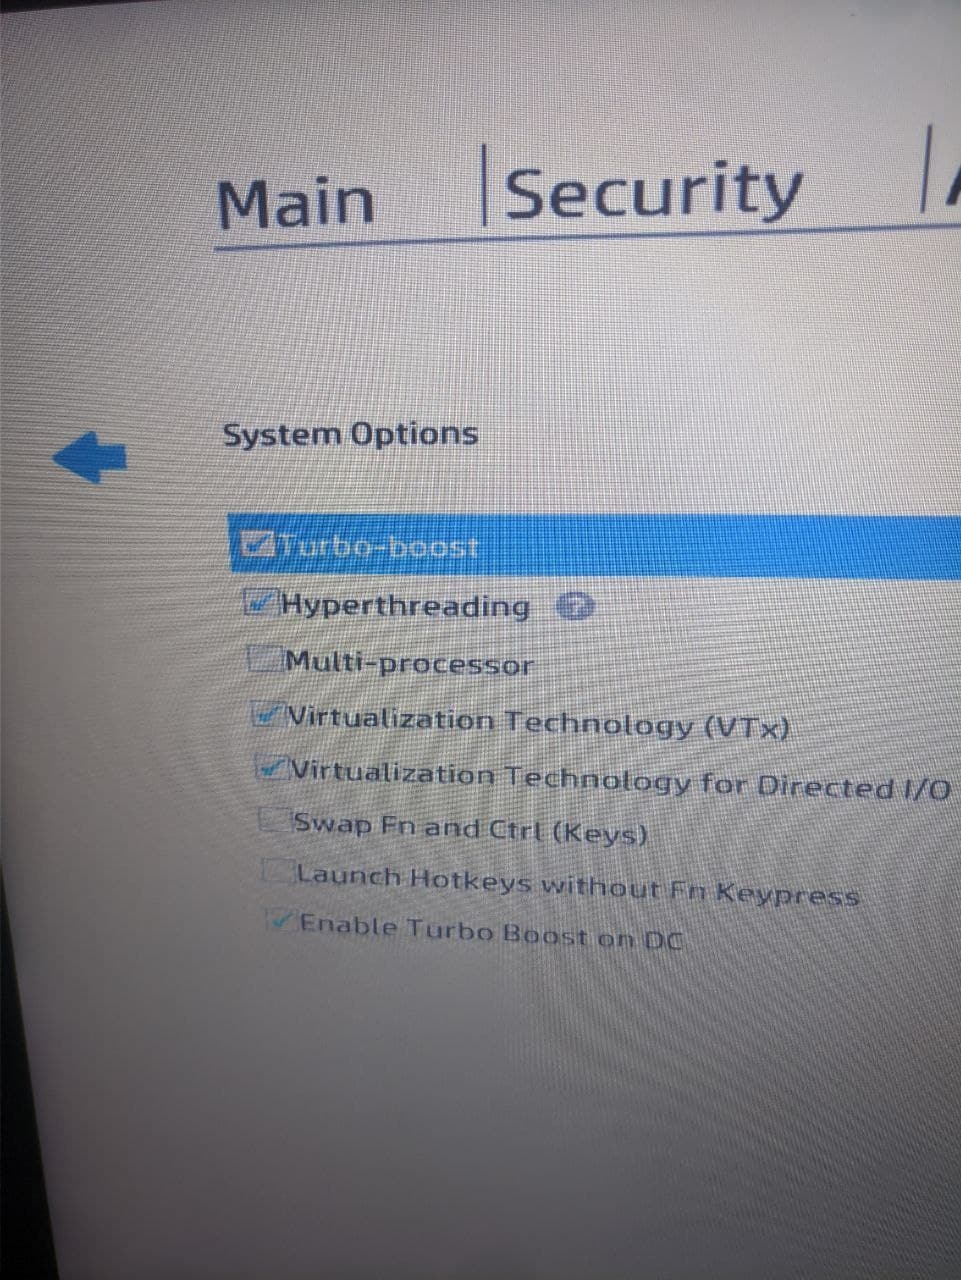 Main Security
System Options
Turbo-boost
Hyperthreading ?
Multi-processor
Virtualization Technology (VTx)
Virtualization Technology for Directed I/O
Swap Fn and Ctrl (Keys)
Launch Hotkeys without Fn Keypress
Enable Turbo Boost on DC